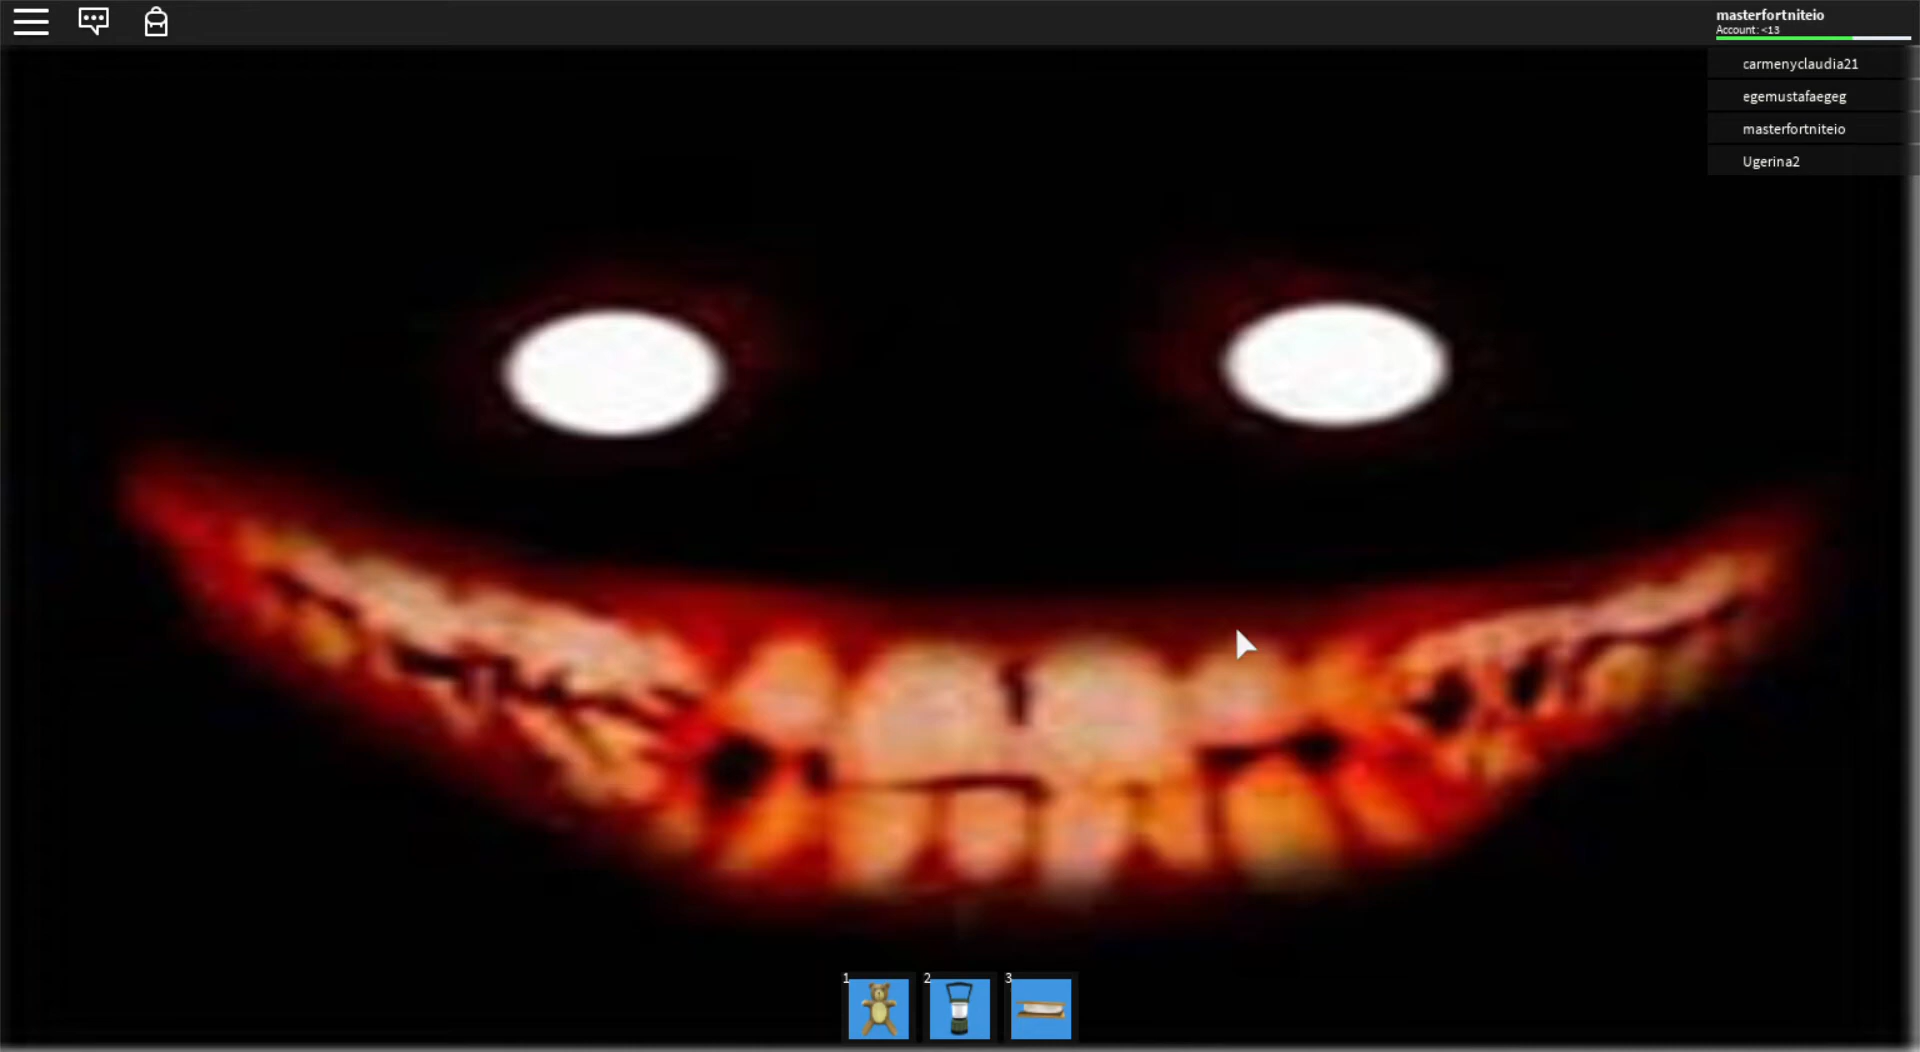 masterfortniteio
Account: <13
carmenyclaudia21
egemustafaegeg
masterfortniteio
Ugerina2
1
2
3